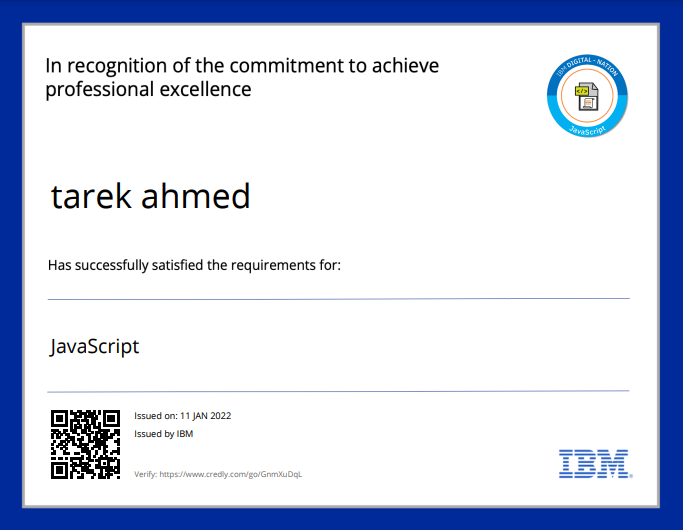 In recognition of the commitment to achieve
professional excellence
IBM DIGITAL - NATION
</>
JavaScript
tarek ahmed
Has successfully satisfied the requirements for:
JavaScript
Issued on: 11 JAN 2022
Issued by IBM
Verify: https://www.credly.com/go/GnmXuDqL
IBM®